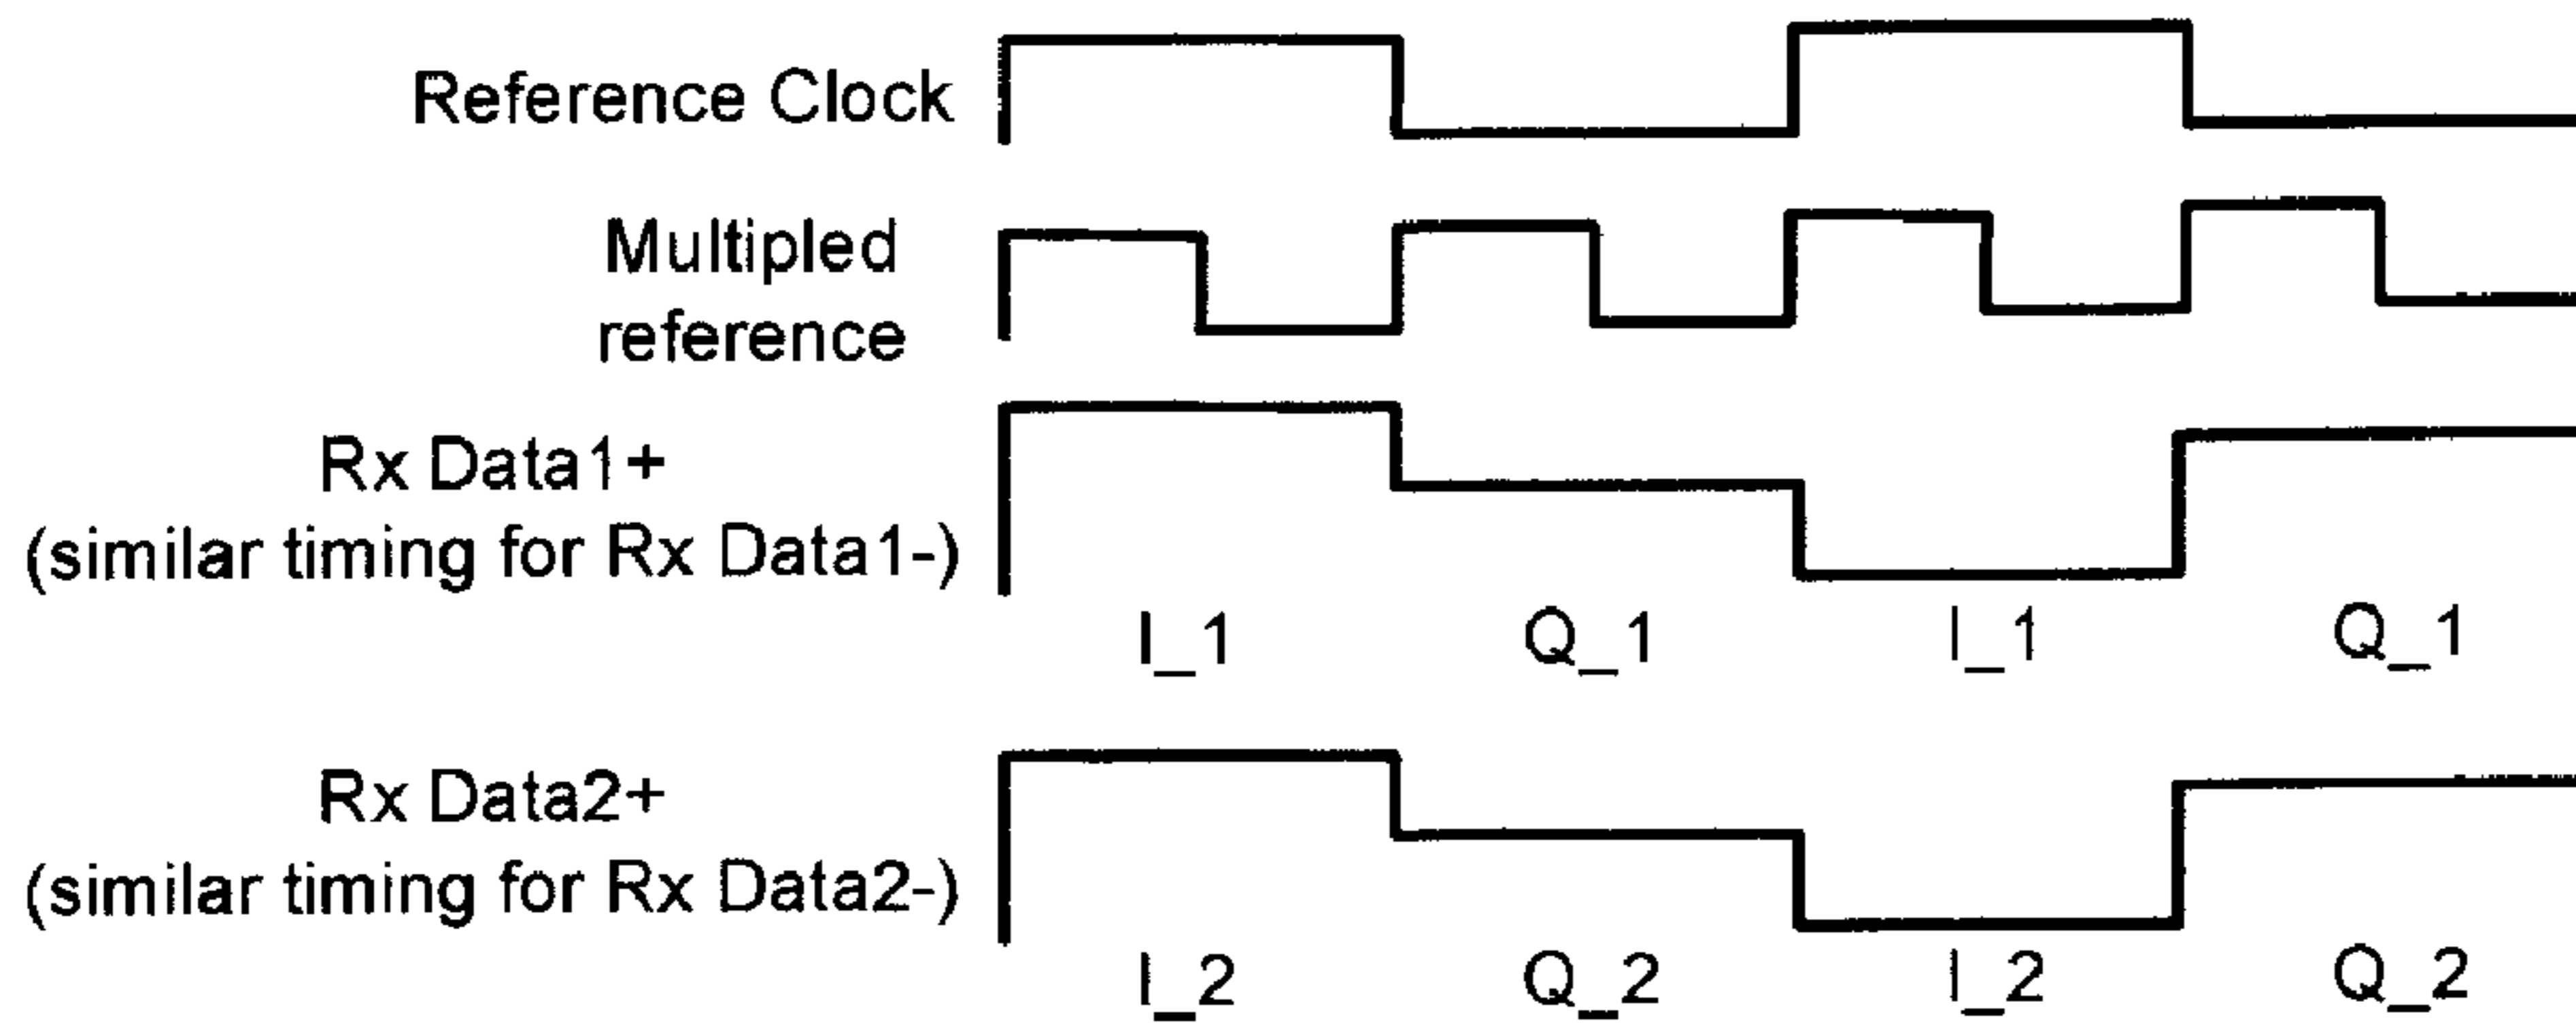 Reference Clock
Multipled
reference
Rx Data1+
(similar timing for Rx Data1-)
I_1 Q_1 I_1 Q_1
Rx Data2+
(similar timing for Rx Data2-)
I_2 Q_2 I_2 Q_2